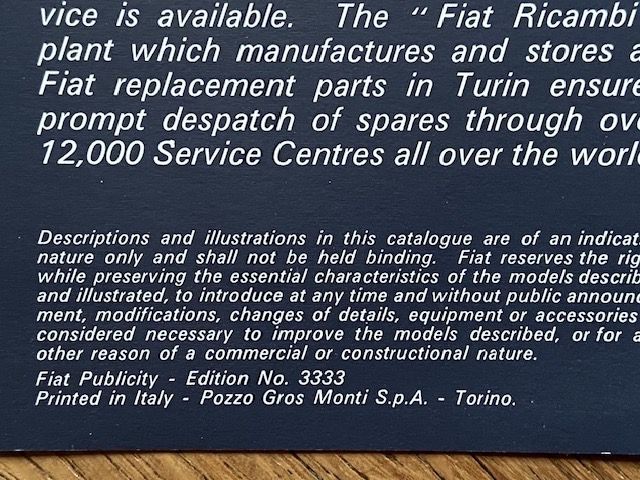 vice is available. The "Fiat Ricambi
plant which manufactures and stores a
Fiat replacement parts in Turin ensure
prompt despatch of spares through ove
12,000 Service Centres all over the world
Descriptions and illustrations in this catalogue are of an indicati
nature only and shall not be held binding. Fiat reserves the rig
while preserving the essential characteristics of the models describ
and illustrated, to introduce at any time and without public announc
ment, modifications, changes of details, equipment or accessories
considered necessary to improve the models described, or for a
other reason of a commercial or constructional nature.
Fiat Publicity - Edition No. 3333
Printed in Italy - Pozzo Gros Monti S.p.A. - Torino.